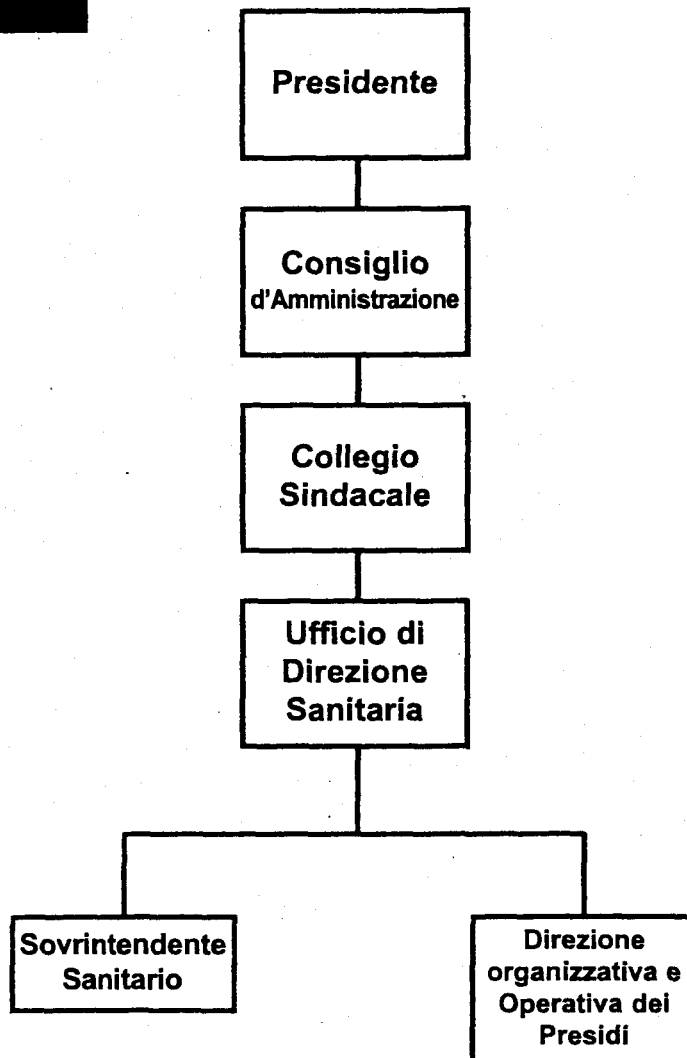 Presidente
Consiglio
d'Amministrazione
Collegio
Sindacale
Ufficio di
Direzione
Sanitaria
Sovrintendente
Sanitario
Direzione
organizzativa e
Operativa dei
Presidi